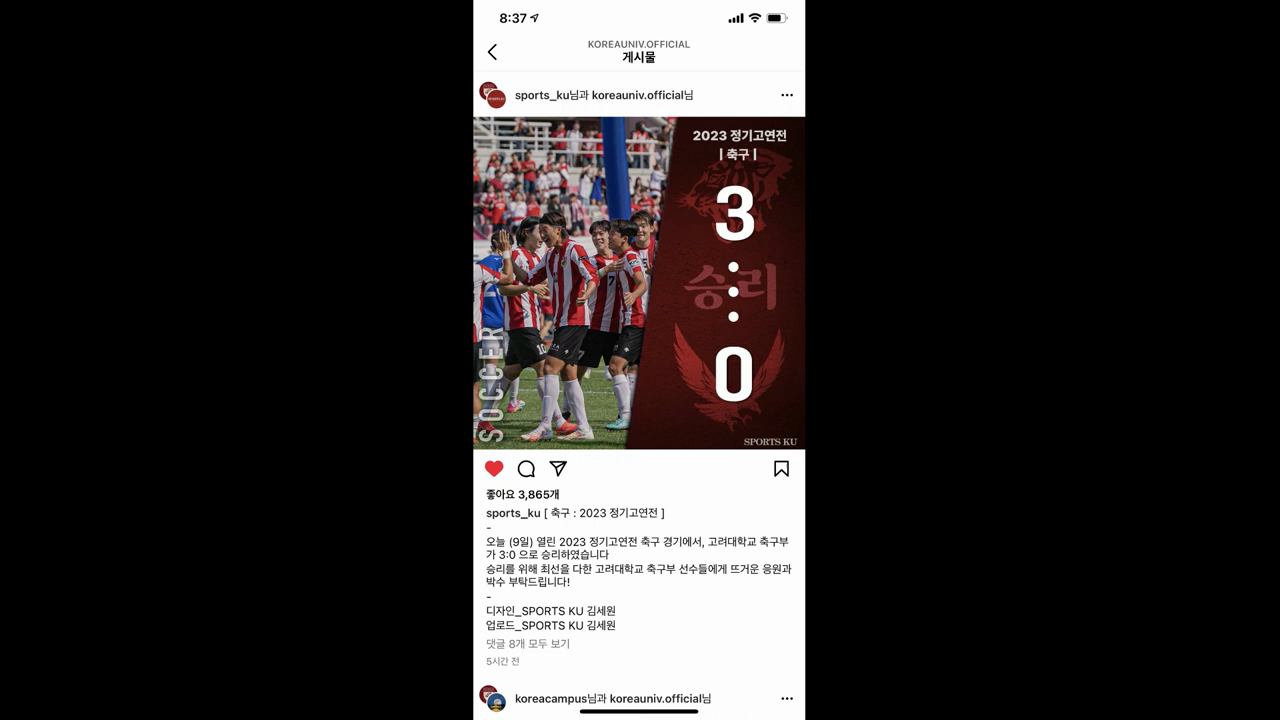 8:37
KOREAUNIV.OFFICIAL
게시물
sports_ku님과 koreauniv.official님
2023 정기고연전
| 축구 |
3
승리
0
SOCCER
SPORTS KU
좋아요 3,865개
sports_ku [ 축구 : 2023 정기고연전 ]
-
오늘 (9일) 열린 2023 정기고연전 축구 경기에서, 고려대학교 축구부
가 3:0 으로 승리하였습니다
승리를 위해 최선을 다한 고려대학교 축구부 선수들에게 뜨거운 응원과
박수 부탁드립니다!
-
디자인_SPORTS KU 김세원
업로드_SPORTS KU 김세원
댓글 8개 모두 보기
5시간 전
koreacampus님과 koreauniv.official님